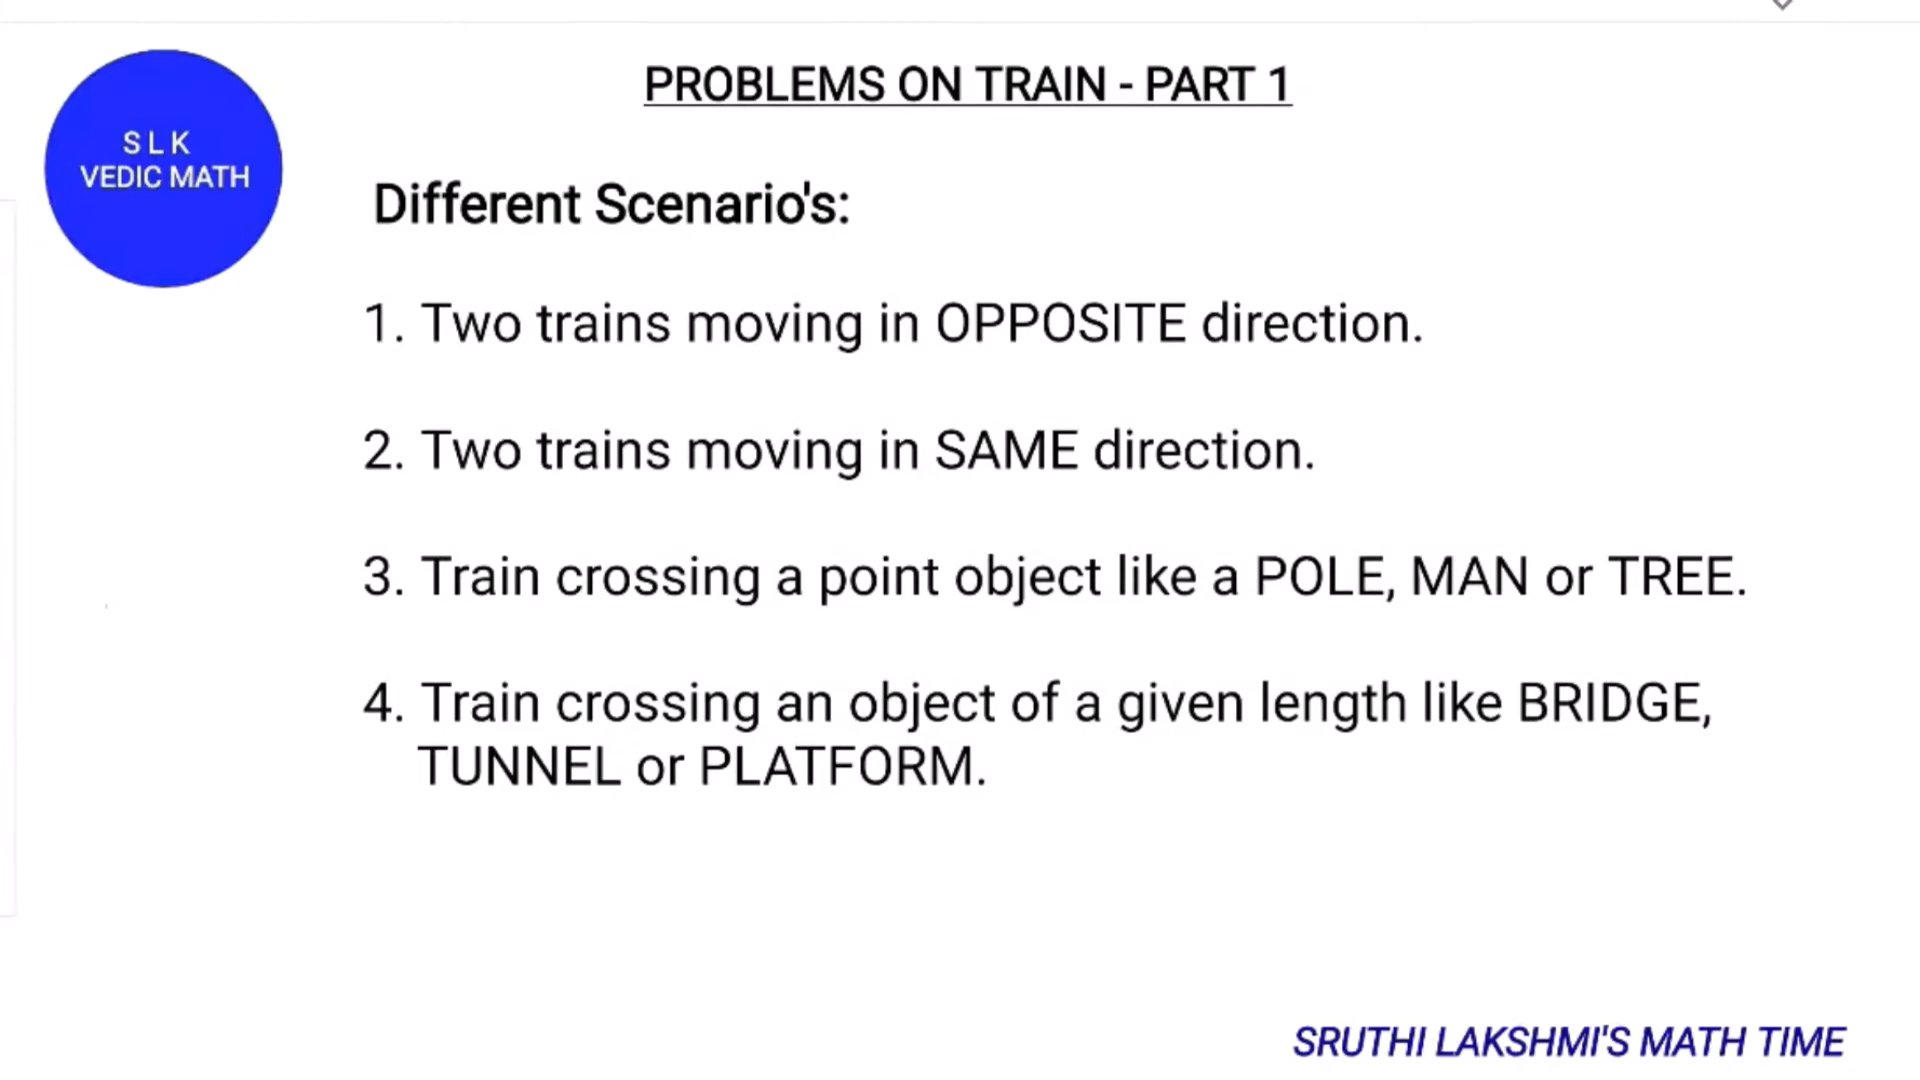 PROBLEMS ON TRAIN - PART 1
S L K
VEDIC MATH
Different Scenario's:
1. Two trains moving in OPPOSITE direction.
2. Two trains moving in SAME direction.
3. Train crossing a point object like a POLE, MAN or TREE.
4. Train crossing an object of a given length like BRIDGE,
TUNNEL or PLATFORM.
SRUTHI LAKSHMI'S MATH TIME